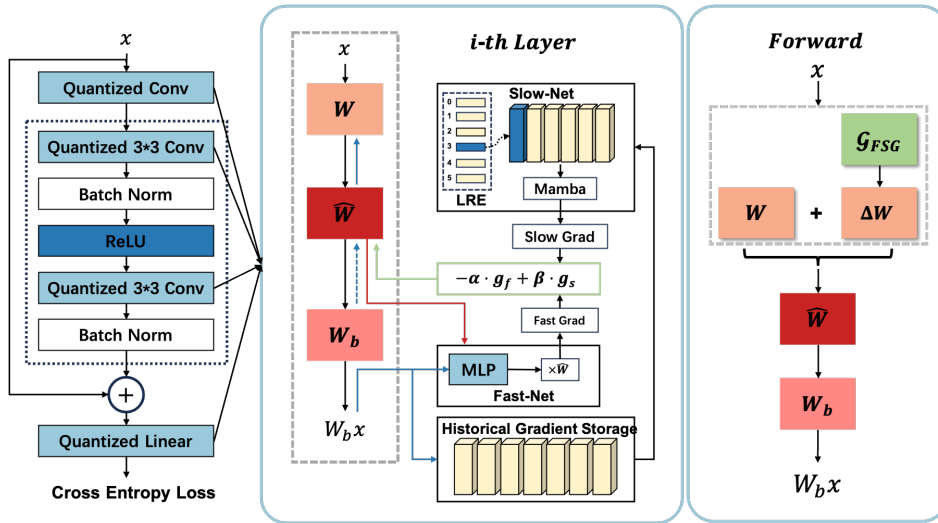 x
Quantized Conv
Quantized 3*3 Conv
Batch Norm
ReLU
Quantized 3*3 Conv
Batch Norm
+
Quantized Linear
Cross Entropy Loss
i-th Layer
x
W
Ŵ
W_b
W_b x
Slow-Net
0
1
2
3
4
5
LRE
Mamba
Slow Grad
−α · g_f + β · g_s
Fast Grad
MLP
×Ŵ
Fast-Net
Historical Gradient Storage
Forward
x
G_FSG
W
+
ΔW
Ŵ
W_b
W_b x